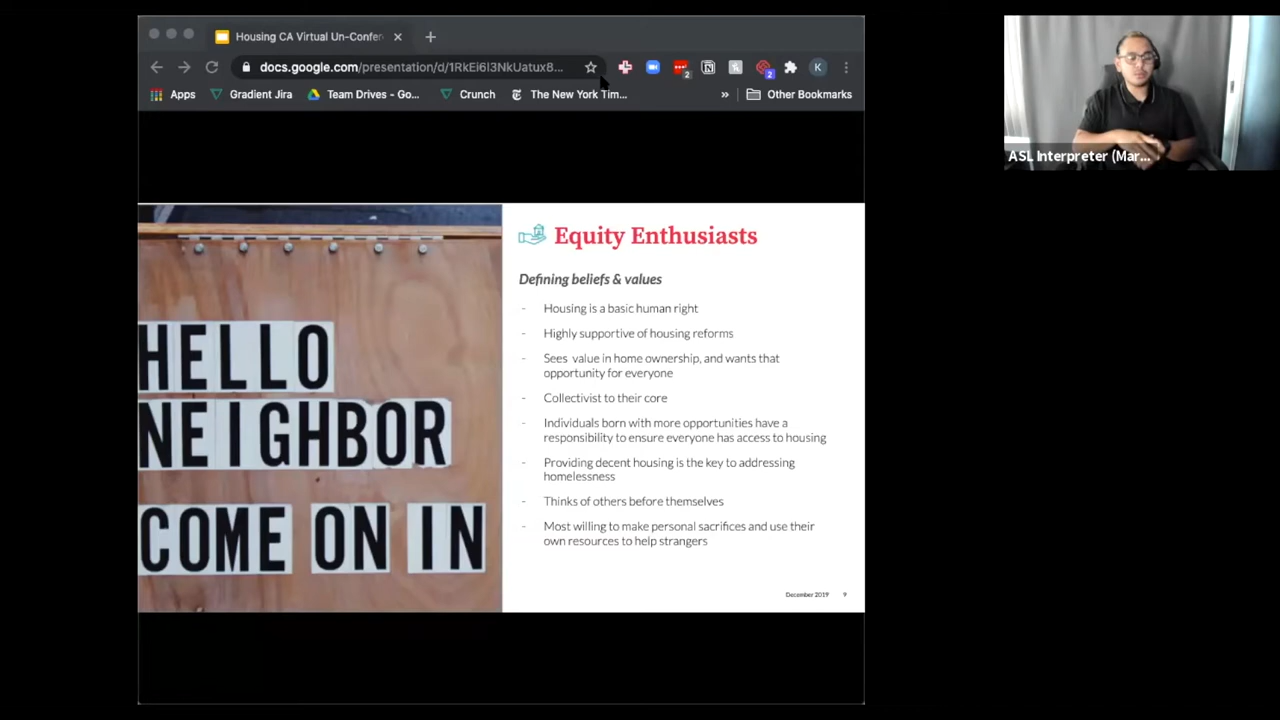 Housing CA Virtual Un-Confer
docs.google.com/presentation/d/1RkEi6I3NkUatux8...
2
2
K
Apps
Gradient Jira
Team Drives - Go...
Crunch
The New York Tim...
»
Other Bookmarks
ASL Interpreter (Mar...
HELLO
NEIGHBOR
COME ON IN
Equity Enthusiasts
Defining beliefs & values
- Housing is a basic human right
- Highly supportive of housing reforms
- Sees value in home ownership, and wants that
opportunity for everyone
- Collectivist to their core
- Individuals born with more opportunities have a
responsibility to ensure everyone has access to housing
- Providing decent housing is the key to addressing
homelessness
- Thinks of others before themselves
- Most willing to make personal sacrifices and use their
own resources to help strangers
December 2019 9